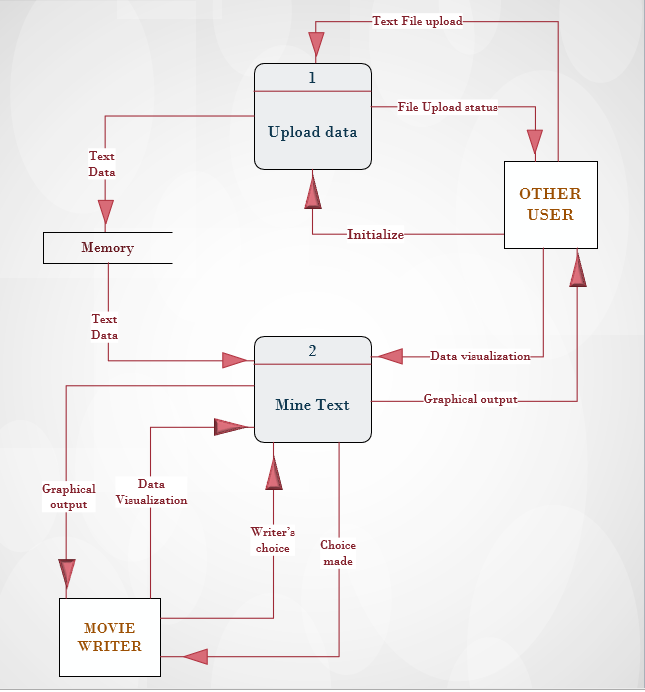 Text File upload
1
Upload data
File Upload status
Text
Data
OTHER
USER
Initialize
Memory
Text
Data
2
Mine Text
Data visualization
Graphical output
Graphical
output
Data
Visualization
Writer's
choice
Choice
made
MOVIE
WRITER